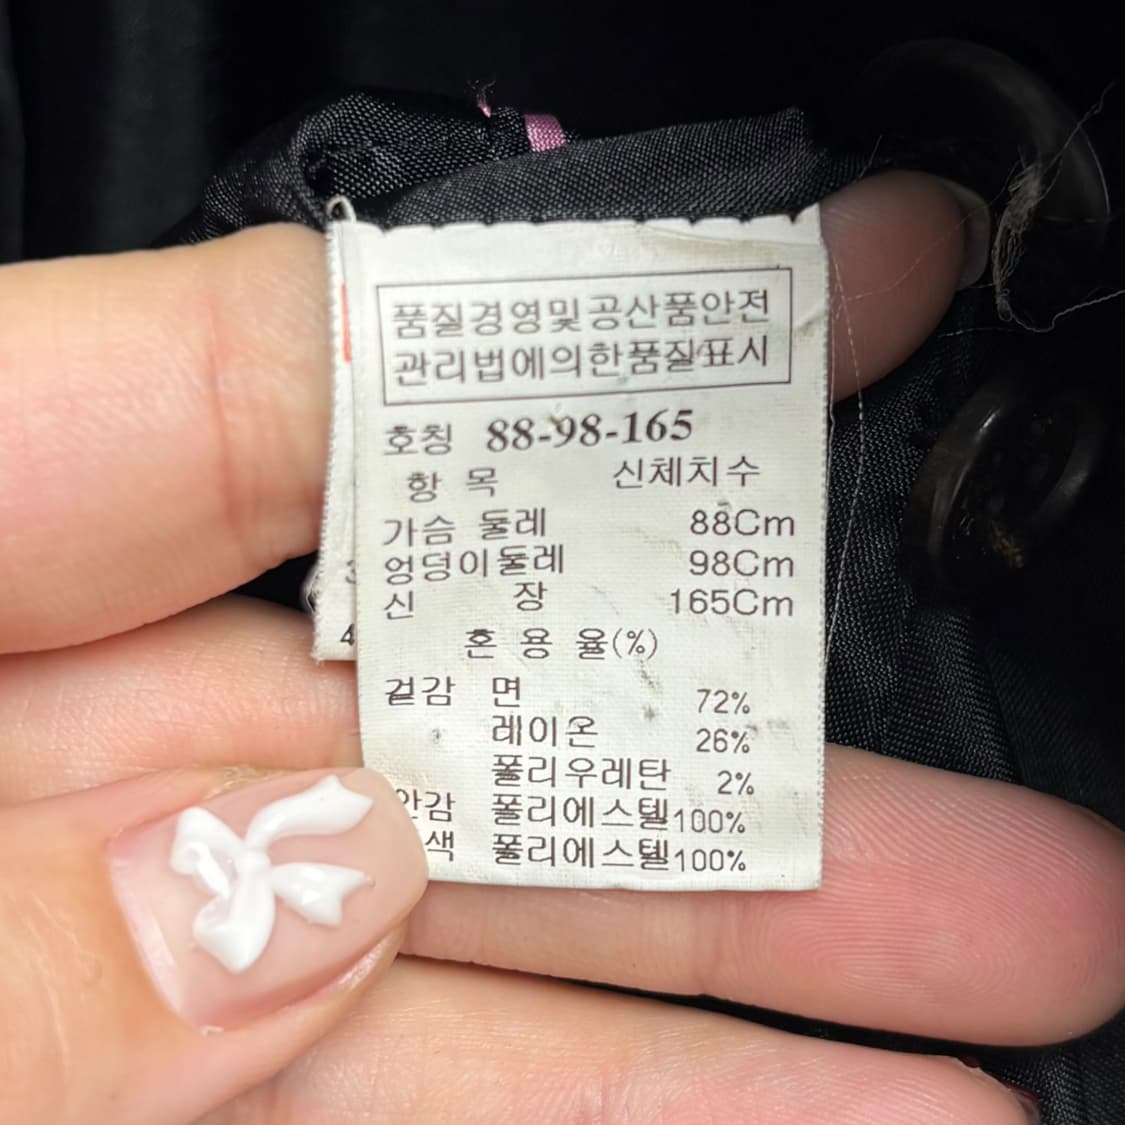 품질경영및공산품안전
관리법에의한품질표시
호칭 88-98-165
항 목 신체치수
가슴 둘레 88Cm
엉덩이둘레 98Cm
신 장 165Cm
혼 용 율(%)
겉감 면 72%
레이온 26%
폴리우레탄 2%
안감 폴리에스텔100%
색 폴리에스텔100%
4